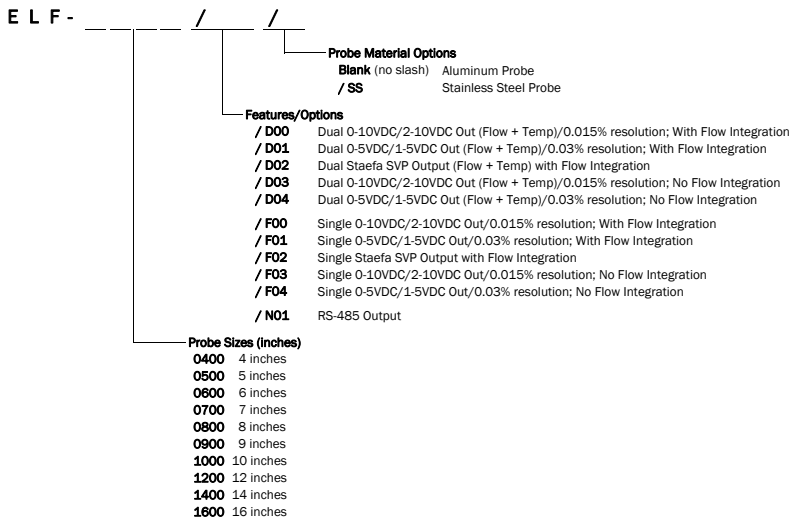 ELF- ____ /____ /____
Probe Material Options
Blank (no slash) Aluminum Probe
/ SS Stainless Steel Probe
Features/Options
/ D00 Dual 0-10VDC/2-10VDC Out (Flow + Temp)/0.015% resolution; With Flow Integration
/ D01 Dual 0-5VDC/1-5VDC Out (Flow + Temp)/0.03% resolution; With Flow Integration
/ D02 Dual Staefa SVP Output (Flow + Temp) with Flow Integration
/ D03 Dual 0-10VDC/2-10VDC Out (Flow + Temp)/0.015% resolution; No Flow Integration
/ D04 Dual 0-5VDC/1-5VDC Out (Flow + Temp)/0.03% resolution; No Flow Integration
/ F00 Single 0-10VDC/2-10VDC Out/0.015% resolution; With Flow Integration
/ F01 Single 0-5VDC/1-5VDC Out/0.03% resolution; With Flow Integration
/ F02 Single Staefa SVP Output with Flow Integration
/ F03 Single 0-10VDC/2-10VDC Out/0.015% resolution; No Flow Integration
/ F04 Single 0-5VDC/1-5VDC Out/0.03% resolution; No Flow Integration
/ N01 RS-485 Output
Probe Sizes (inches)
0400 4 inches
0500 5 inches
0600 6 inches
0700 7 inches
0800 8 inches
0900 9 inches
1000 10 inches
1200 12 inches
1400 14 inches
1600 16 inches